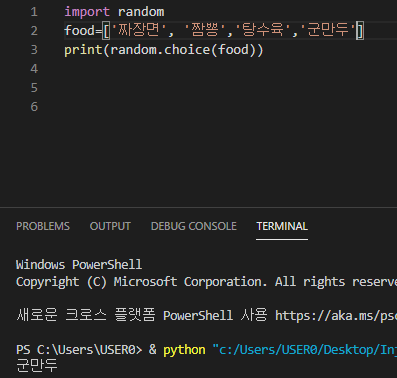 1 import random
2 food=['짜장면', '짬뽕','탕수육','군만두']
3 print(random.choice(food))
4
5
6
PROBLEMS OUTPUT DEBUG CONSOLE TERMINAL
Windows PowerShell
Copyright (C) Microsoft Corporation. All rights reserve
새로운 크로스 플랫폼 PowerShell 사용 https://aka.ms/psc
PS C:\Users\USER0> & python "c:/Users/USER0/Desktop/Inj
군만두